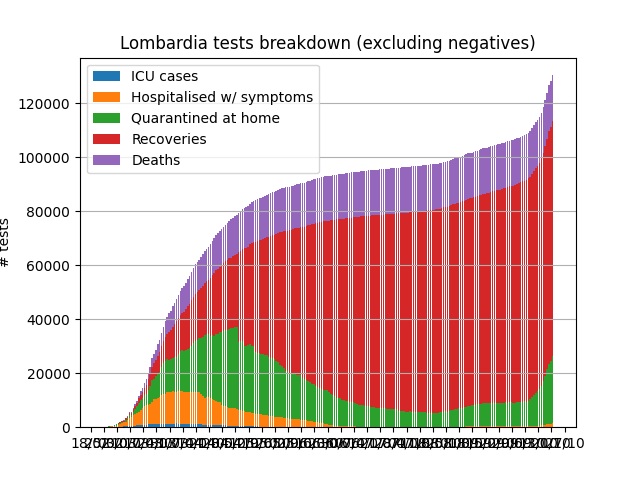 Lombardia tests breakdown (excluding negatives)
ICU cases
Hospitalised w/ symptoms
Quarantined at home
Recoveries
Deaths
120000
100000
80000
60000
40000
20000
0
# tests